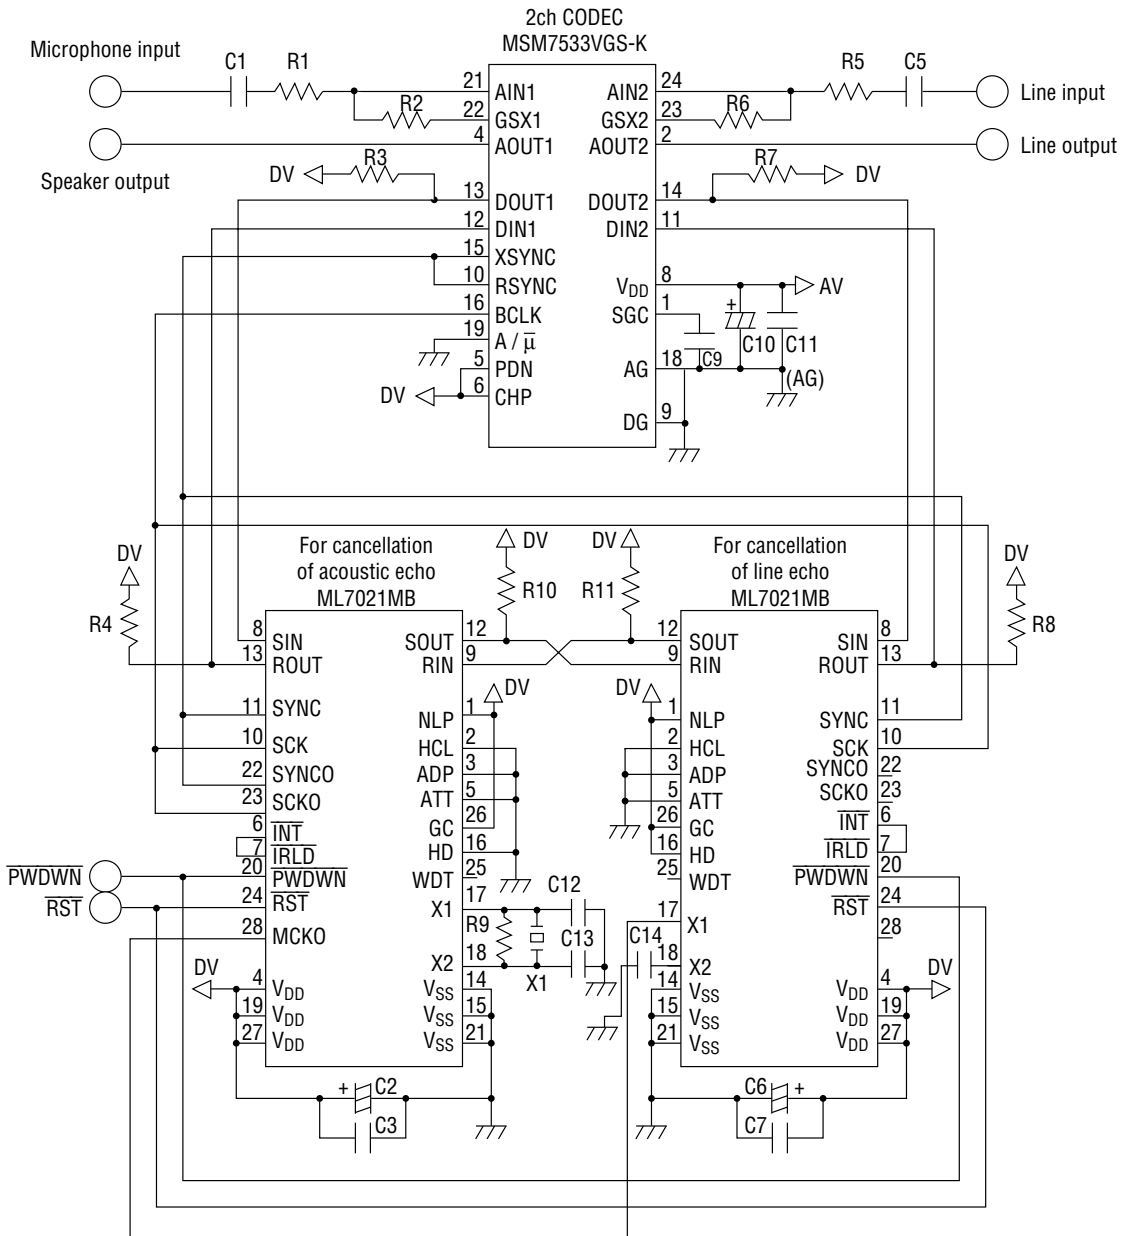 2ch CODEC
MSM7533VGS-K
Microphone input
C1
R1
21
AIN1
AIN2
24
R5
C5
Line input
R2
22
GSX1
GSX2
23
R6
4
AOUT1
AOUT2
2
Line output
Speaker output
DV
R3
R7
DV
13
DOUT1
DOUT2
14
12
DIN1
DIN2
11
15
XSYNC
10
RSYNC
VDD
8
AV
16
BCLK
SGC
1
+
C10
C11
19
A / μ̅
C9
5
PDN
AG
18
(AG)
DV
6
CHP
DG
9
DV
For cancellation
of acoustic echo
ML7021MB
DV
R10
DV
R11
For cancellation
of line echo
ML7021MB
DV
R4
R8
8
SIN
SOUT
12
12
SOUT
SIN
8
13
ROUT
RIN
9
9
RIN
ROUT
13
DV
DV
11
SYNC
NLP
1
1
NLP
SYNC
11
10
SCK
HCL
2
2
HCL
SCK
10
22
SYNCO
ADP
3
3
ADP
SYNCO
22
23
SCKO
ATT
5
5
ATT
SCKO
23
6
I̅N̅T̅
GC
26
26
GC
I̅N̅T̅
6
7
I̅R̅L̅D̅
HD
16
16
HD
I̅R̅L̅D̅
7
P̅W̅D̅W̅N̅
20
P̅W̅D̅W̅N̅
WDT
25
25
WDT
P̅W̅D̅W̅N̅
20
R̅S̅T̅
24
R̅S̅T̅
X1
17
C12
17
X1
R̅S̅T̅
24
28
MCKO
R9
C13
C14
28
X2
18
X1
18
X2
DV
4
VDD
VSS
14
14
VSS
VDD
4
DV
19
VDD
VSS
15
15
VSS
VDD
19
27
VDD
VSS
21
21
VSS
VDD
27
+
C2
C6
+
C3
C7